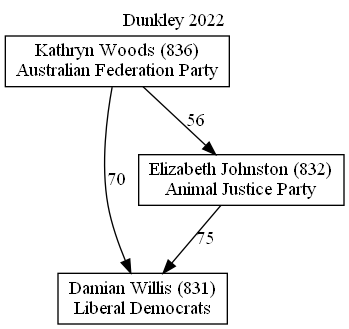 Dunkley 2022
Kathryn Woods (836)
Australian Federation Party
56
Elizabeth Johnston (832)
Animal Justice Party
70
75
Damian Willis (831)
Liberal Democrats